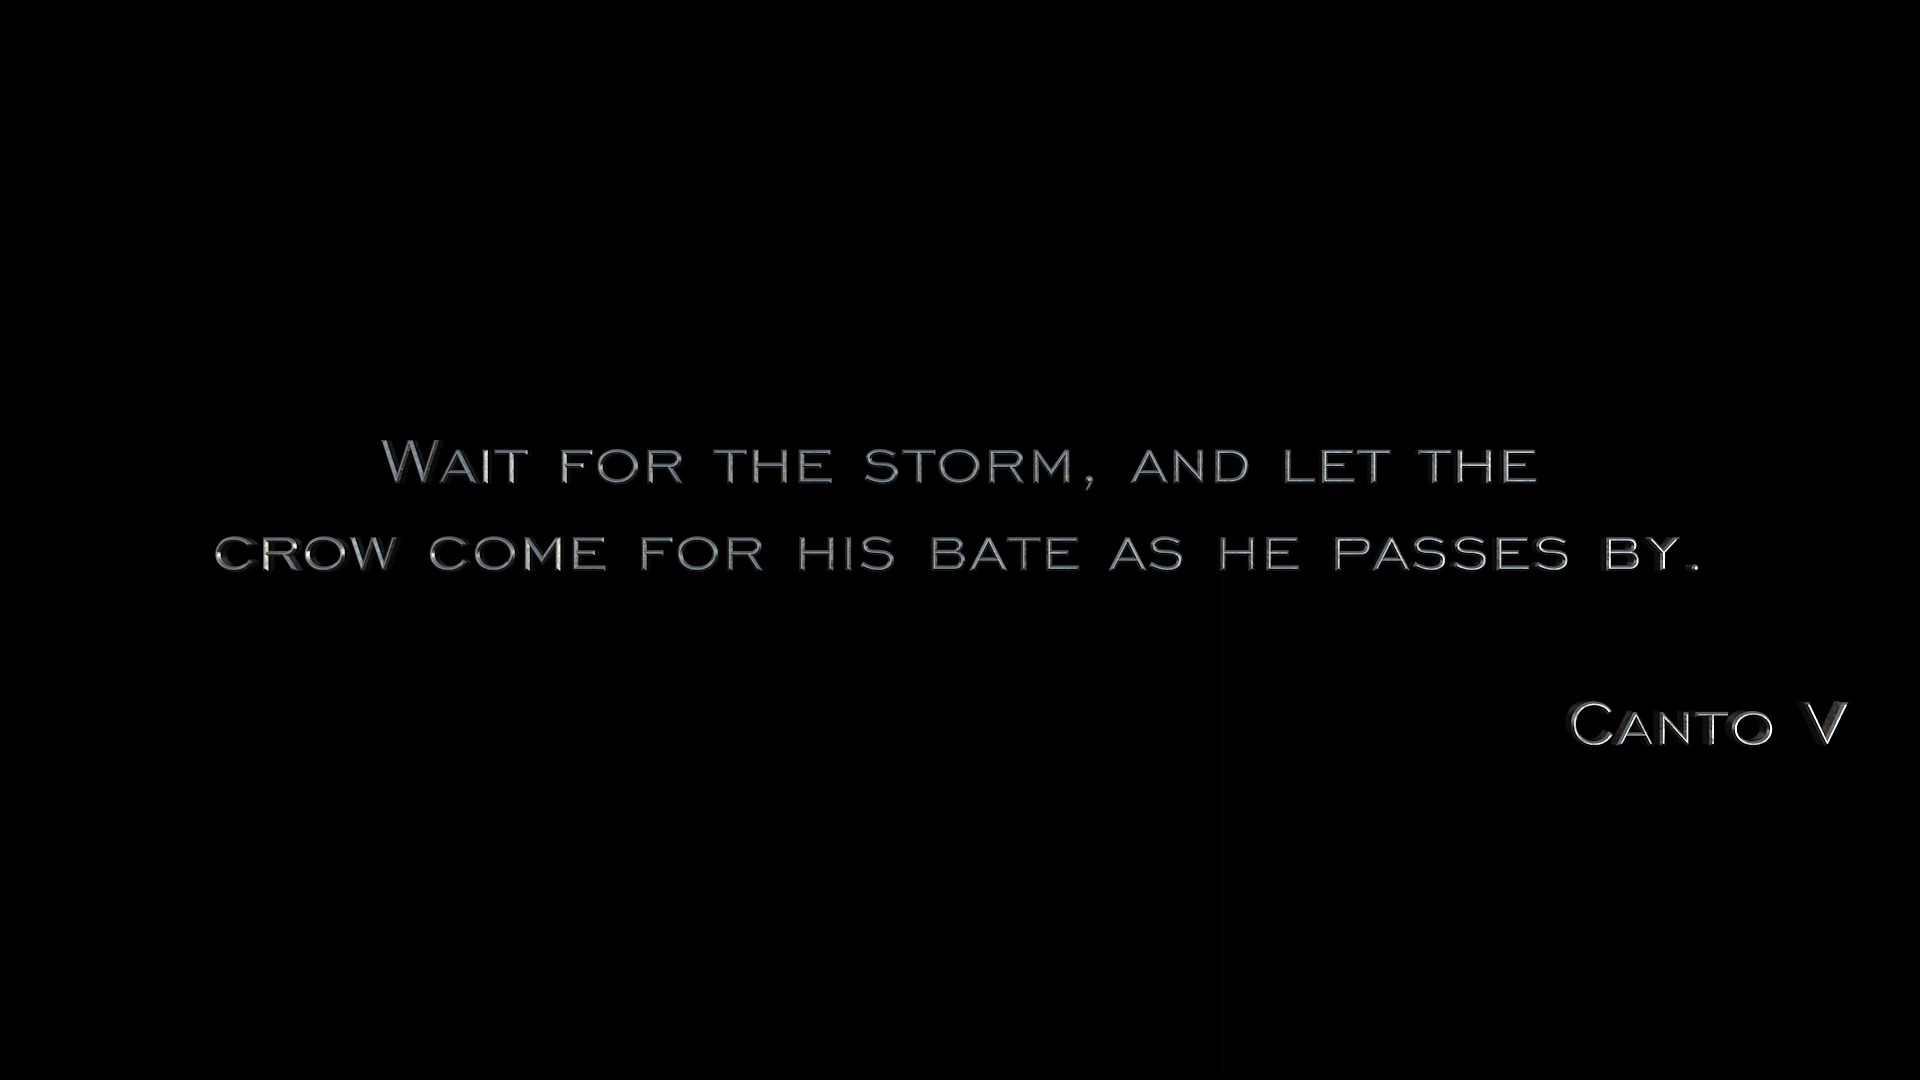 Wait for the storm, and let the
crow come for his bate as he passes by.
Canto V